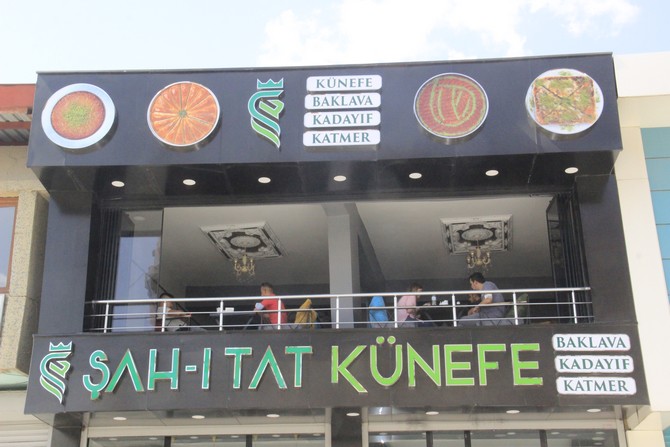 KÜNEFE
BAKLAVA
KADAYIF
KATMER
ŞAH-I TAT KÜNEFE
BAKLAVA
KADAYIF
KATMER